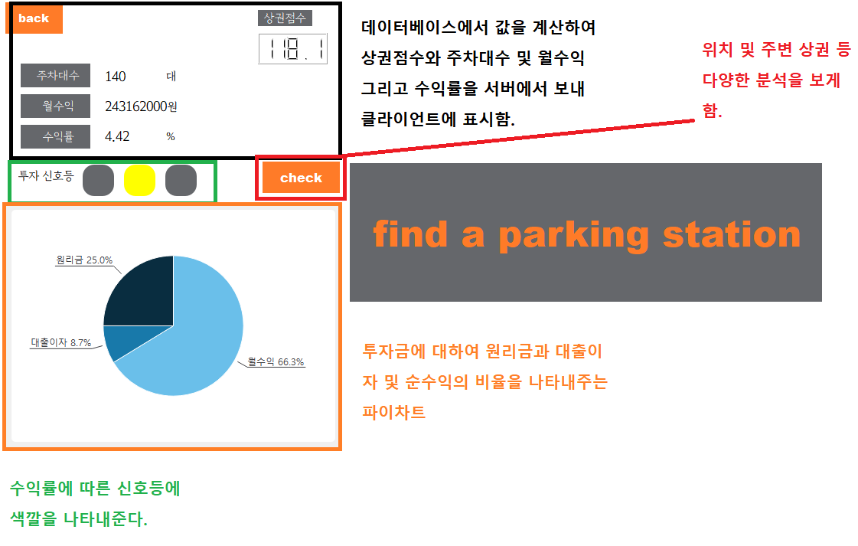 back
상권점수
118.1
주차대수 140 대
월수익 243162000원
수익률 4.42 %
투자 신호등
check
원리금 25.0%
대출이자 8.7%
월수익 66.3%
데이터베이스에서 값을 계산하여
상권점수와 주차대수 및 월수익
그리고 수익률을 서버에서 보내
클라이언트에 표시함.
위치 및 주변 상권 등
다양한 분석을 보게
함.
find a parking station
투자금에 대하여 원리금과 대출이
자 및 순수익의 비율을 나타내주는
파이차트
수익률에 따른 신호등에
색깔을 나타내준다.